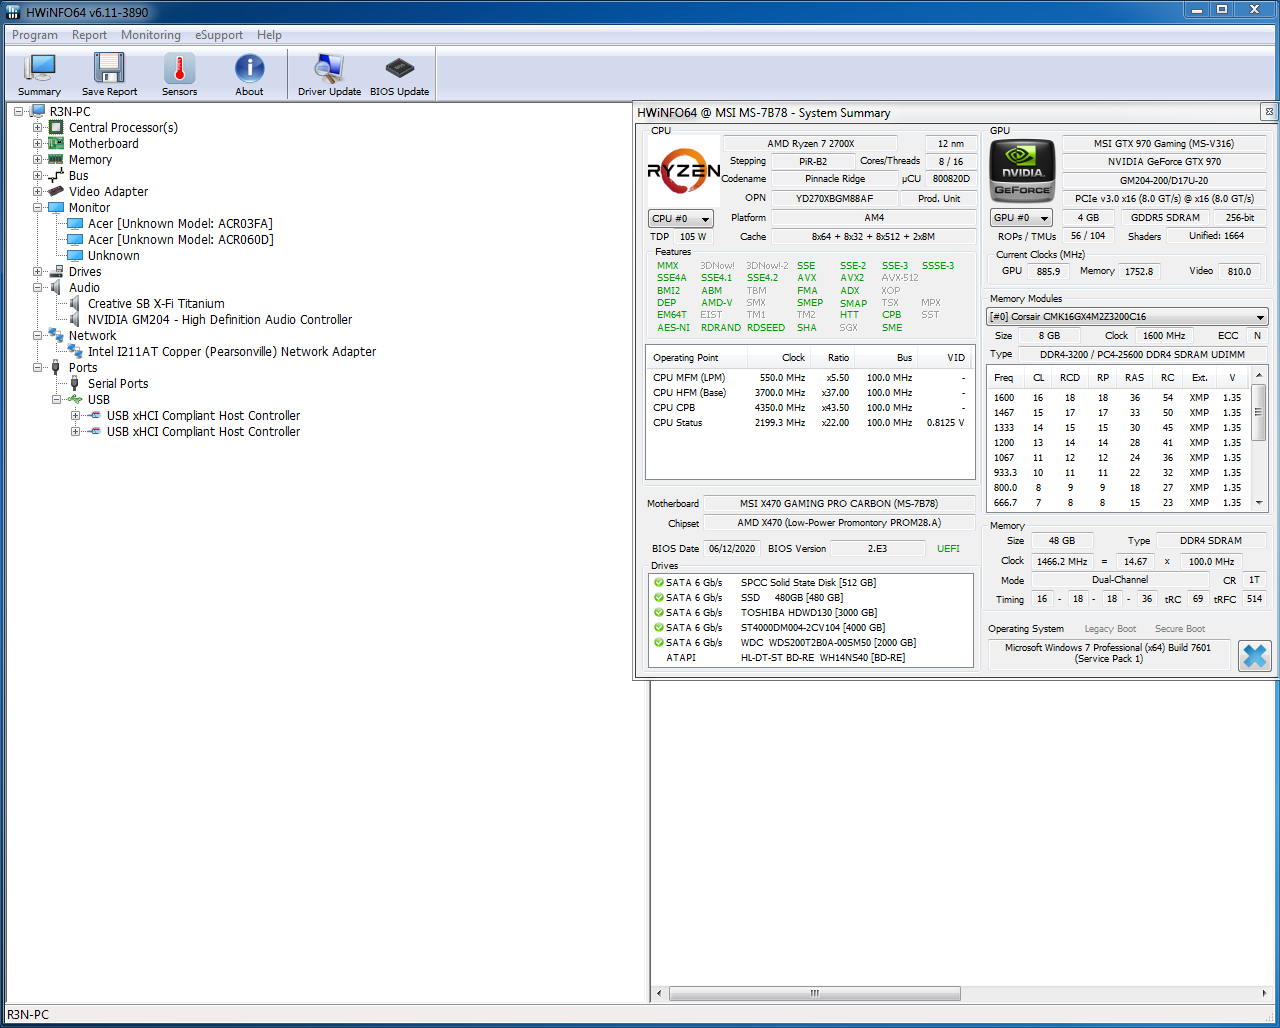 HWiNFO64 v6.11-3890
Program Report Monitoring eSupport Help
Summary Save Report Sensors About Driver Update BIOS Update
R3N-PC
Central Processor(s)
Motherboard
Memory
Bus
Video Adapter
Monitor
Acer [Unknown Model: ACR03FA]
Acer [Unknown Model: ACR060D]
Unknown
Drives
Audio
Creative SB X-Fi Titanium
NVIDIA GM204 - High Definition Audio Controller
Network
Intel I211AT Copper (Pearsonville) Network Adapter
Ports
Serial Ports
USB
USB xHCI Compliant Host Controller
USB xHCI Compliant Host Controller
HWiNFO64 @ MSI MS-7B78 - System Summary
CPU
RYZEN
AMD Ryzen 7 2700X 12 nm
Stepping PiR-B2 Cores/Threads 8 / 16
Codename Pinnacle Ridge µCU 800820D
OPN YD270XBGM88AF Prod. Unit
CPU #0 Platform AM4
TDP 105 W Cache 8x64 + 8x32 + 8x512 + 2x8M
Features
MMX 3DNow! 3DNow!-2 SSE SSE-2 SSE-3 SSSE-3
SSE4A SSE4.1 SSE4.2 AVX AVX2 AVX-512
BMI2 ABM TBM FMA ADX XOP
DEP AMD-V SMX SMEP SMAP TSX MPX
EM64T EIST TM1 TM2 HTT CPB SST
AES-NI RDRAND RDSEED SHA SGX SME
Operating Point Clock Ratio Bus VID
CPU MFM (LPM) 550.0 MHz x5.50 100.0 MHz -
CPU HFM (Base) 3700.0 MHz x37.00 100.0 MHz -
CPU CPB 4350.0 MHz x43.50 100.0 MHz -
CPU Status 2199.3 MHz x22.00 100.0 MHz 0.8125 V
Motherboard MSI X470 GAMING PRO CARBON (MS-7B78)
Chipset AMD X470 (Low-Power Promontory PROM28.A)
BIOS Date 06/12/2020 BIOS Version 2.E3 UEFI
Drives
SATA 6 Gb/s SPCC Solid State Disk [512 GB]
SATA 6 Gb/s SSD 480GB [480 GB]
SATA 6 Gb/s TOSHIBA HDWD130 [3000 GB]
SATA 6 Gb/s ST4000DM004-2CV104 [4000 GB]
SATA 6 Gb/s WDC WDS200T2B0A-00SM50 [2000 GB]
ATAPI HL-DT-ST BD-RE WH14NS40 [BD-RE]
GPU
NVIDIA
GEFORCE
MSI GTX 970 Gaming (MS-V316)
NVIDIA GeForce GTX 970
GM204-200/D17U-20
PCIe v3.0 x16 (8.0 GT/s) @ x16 (8.0 GT/s)
GPU #0 4 GB GDDR5 SDRAM 256-bit
ROPs / TMUs 56 / 104 Shaders Unified: 1664
Current Clocks (MHz)
GPU 885.9 Memory 1752.8 Video 810.0
Memory Modules
[#0] Corsair CMK16GX4M2Z3200C16
Size 8 GB Clock 1600 MHz ECC N
Type DDR4-3200 / PC4-25600 DDR4 SDRAM UDIMM
Freq CL RCD RP RAS RC Ext. V
1600 16 18 18 36 54 XMP 1.35
1467 15 17 17 33 50 XMP 1.35
1333 14 15 15 30 45 XMP 1.35
1200 13 14 14 28 41 XMP 1.35
1067 11 12 12 24 36 XMP 1.35
933.3 10 11 11 22 32 XMP 1.35
800.0 8 9 9 18 27 XMP 1.35
666.7 7 8 8 15 23 XMP 1.35
Memory
Size 48 GB Type DDR4 SDRAM
Clock 1466.2 MHz = 14.67 x 100.0 MHz
Mode Dual-Channel CR 1T
Timing 16 - 18 - 18 - 36 tRC 69 tRFC 514
Operating System Legacy Boot Secure Boot
Microsoft Windows 7 Professional (x64) Build 7601
(Service Pack 1)
R3N-PC